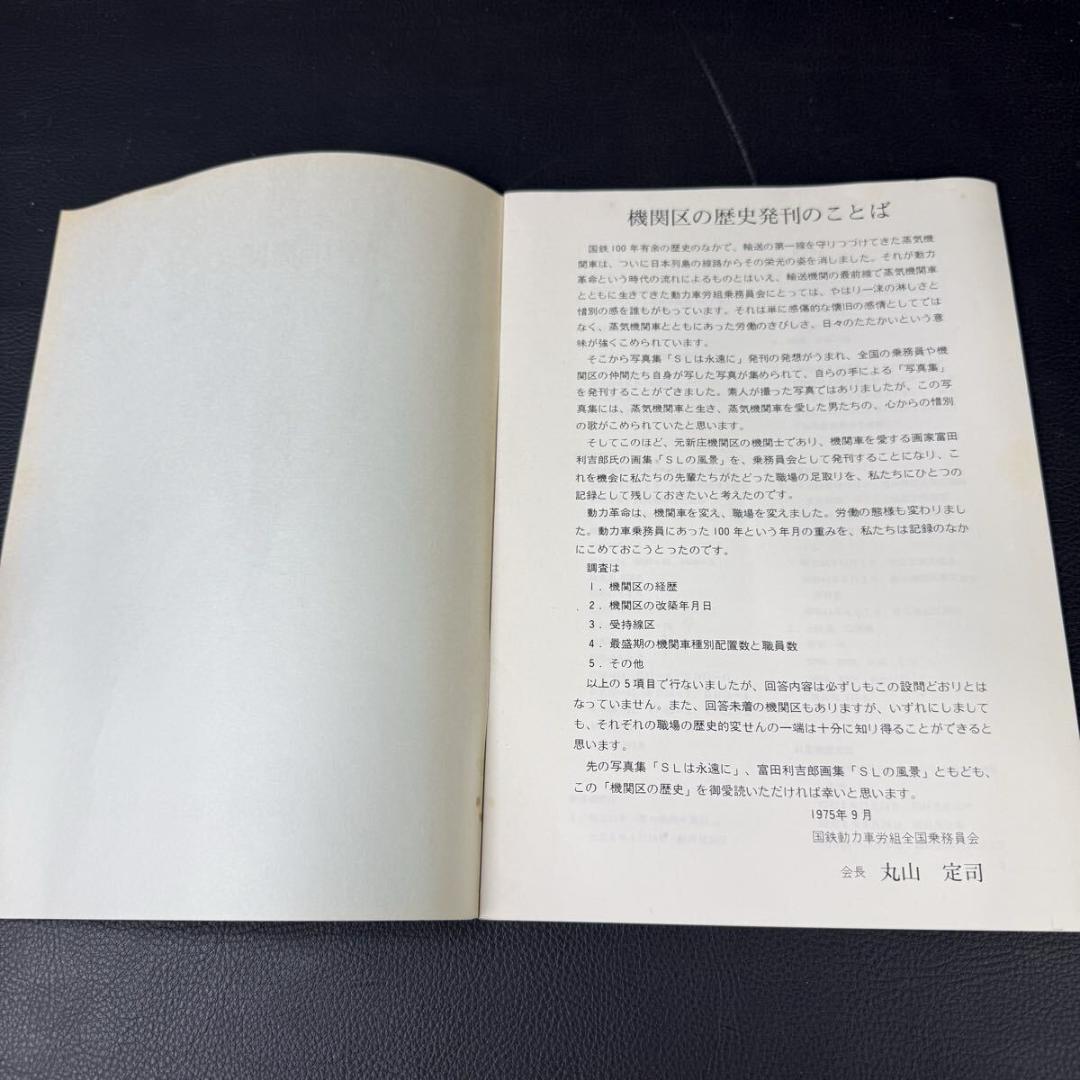 機関区の歴史発刊のことば
国鉄100年有余の歴史のなかで、輸送の第一線を守りつづけてきた蒸気機
関車は、ついに日本列島の線路からその栄光の姿を消しました。それが動力
革命という時代の流れによるものとはいえ、輸送機関の最前線で蒸気機関車
とともに生きてきた動力車労組乗務員会にとっては、やはり一沫の淋しさと
惜別の感を誰もがもっています。それは単に感傷的な懐旧の感情としてでは
なく、蒸気機関車とともにあった労働のきびしさ、日々のたたかいという意
味が強くこめられています。
そこから写真集「SLは永遠に」発刊の発想がうまれ、全国の乗務員や機
関区の仲間たち自身が写した写真が集められて、自らの手による「写真集」
を発刊することができました。素人が撮った写真ではありましたが、この写
真集には、蒸気機関車と生き、蒸気機関車を愛した男たちの、心からの惜別
の歌がこめられていたと思います。
そしてこのほど、元新庄機関区の機関士であり、機関車を愛する画家富田
利吉郎氏の画集「SLの風景」を、乗務員会として発刊することになり、こ
れを機会に私たちの先輩たちがたどった職場の足取りを、私たちにひとつの
記録として残しておきたいと考えたのです。
動力革命は、機関車を変え、職場を変えました。労働の態様も変わりまし
た。動力車乗務員にあった100年という年月の重みを、私たちは記録のなか
にこめておこうとったのです。
調査は
1．機関区の経歴
2．機関区の改築年月日
3．受持線区
4．最盛期の機関車種別配置数と職員数
5．その他
以上の5項目で行ないましたが、回答内容は必ずしもこの設問どおりとは
なっていません。また、回答未着の機関区もありますが、いずれにしまして
も、それぞれの職場の歴史的変せんの一端は十分に知り得ることができると
思います。
先の写真集「SLは永遠に」、富田利吉郎画集「SLの風景」ともども、
この「機関区の歴史」を御愛読いただければ幸いと思います。
1975年9月
国鉄動力車労組全国乗務員会
会長 丸山 定司